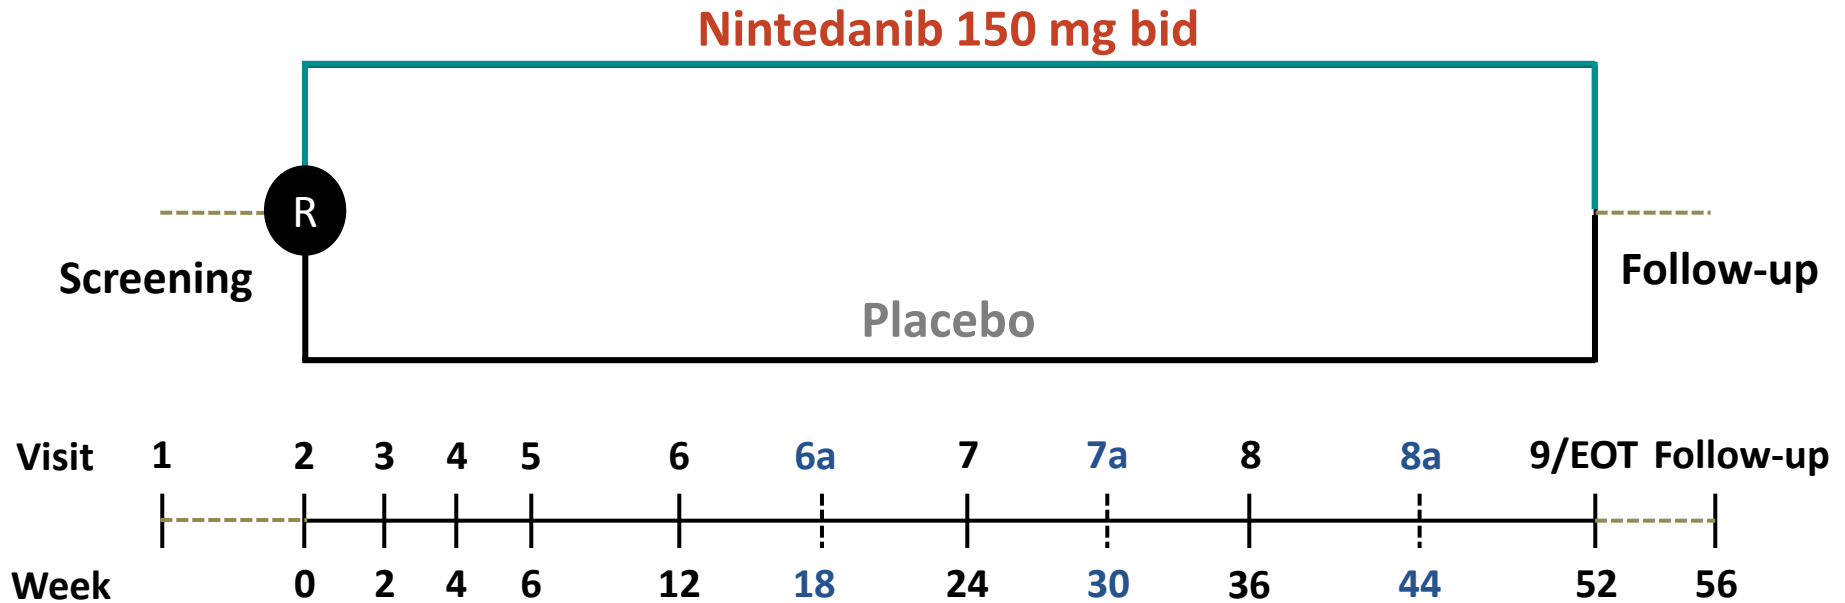 Nintedanib 150 mg bid
R
Screening
Follow-up
Placebo
Visit 1 2 3 4 5 6 6a 7 7a 8 8a 9/EOT Follow-up
Week 0 2 4 6 12 18 24 30 36 44 52 56